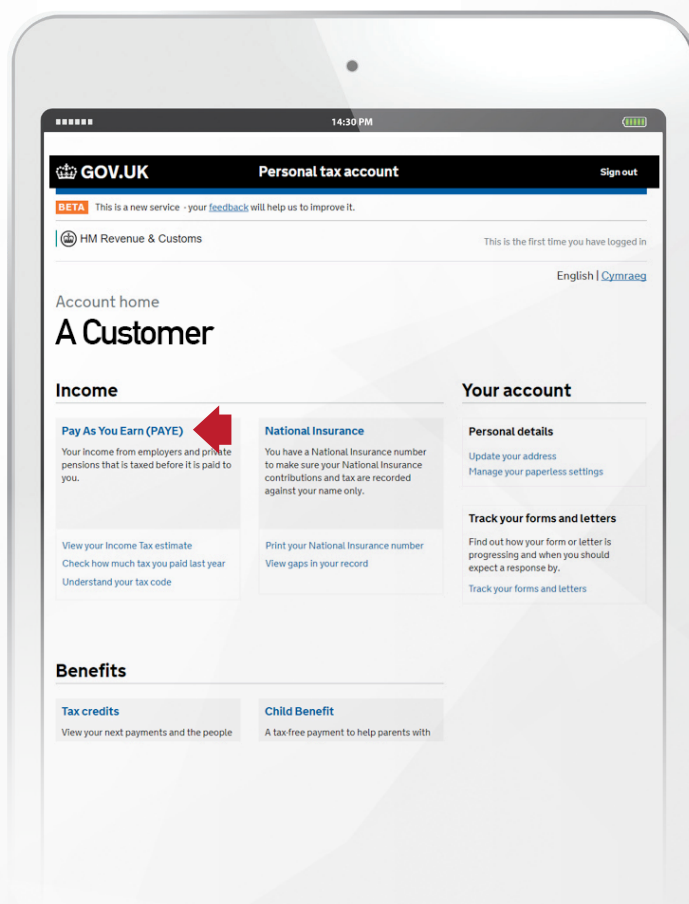 14:30 PM
GOV.UK Personal tax account Sign out
BETA This is a new service - your feedback will help us to improve it.
HM Revenue & Customs
This is the first time you have logged in
English | Cymraeg
Account home
A Customer
Income
Pay As You Earn (PAYE)
Your income from employers and private
pensions that is taxed before it is paid to
you.
View your Income Tax estimate
Check how much tax you paid last year
Understand your tax code
National Insurance
You have a National Insurance number
to make sure your National Insurance
contributions and tax are recorded
against your name only.
Print your National Insurance number
View gaps in your record
Your account
Personal details
Update your address
Manage your paperless settings
Track your forms and letters
Find out how your form or letter is
progressing and when you should
expect a response by.
Track your forms and letters
Benefits
Tax credits
View your next payments and the people
Child Benefit
A tax-free payment to help parents with